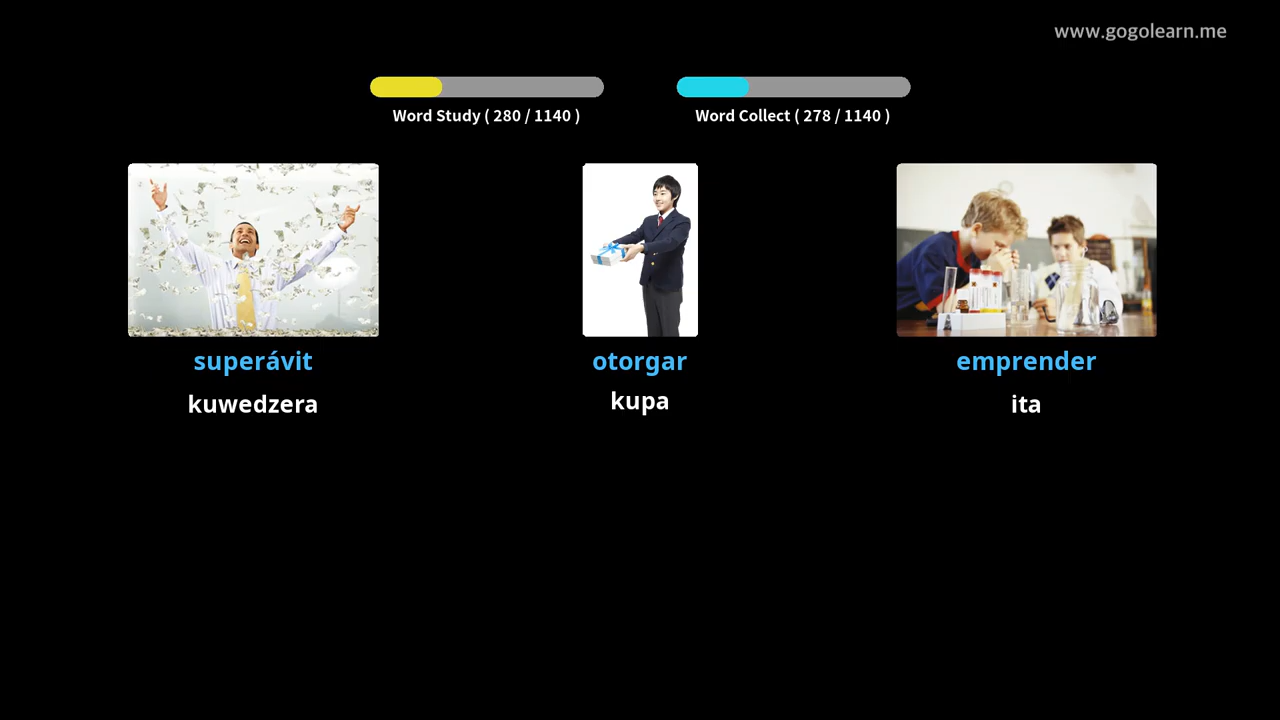 www.gogolearn.me
Word Study ( 280 / 1140 )
Word Collect ( 278 / 1140 )
superávit
kuwedzera
otorgar
kupa
emprender
ita